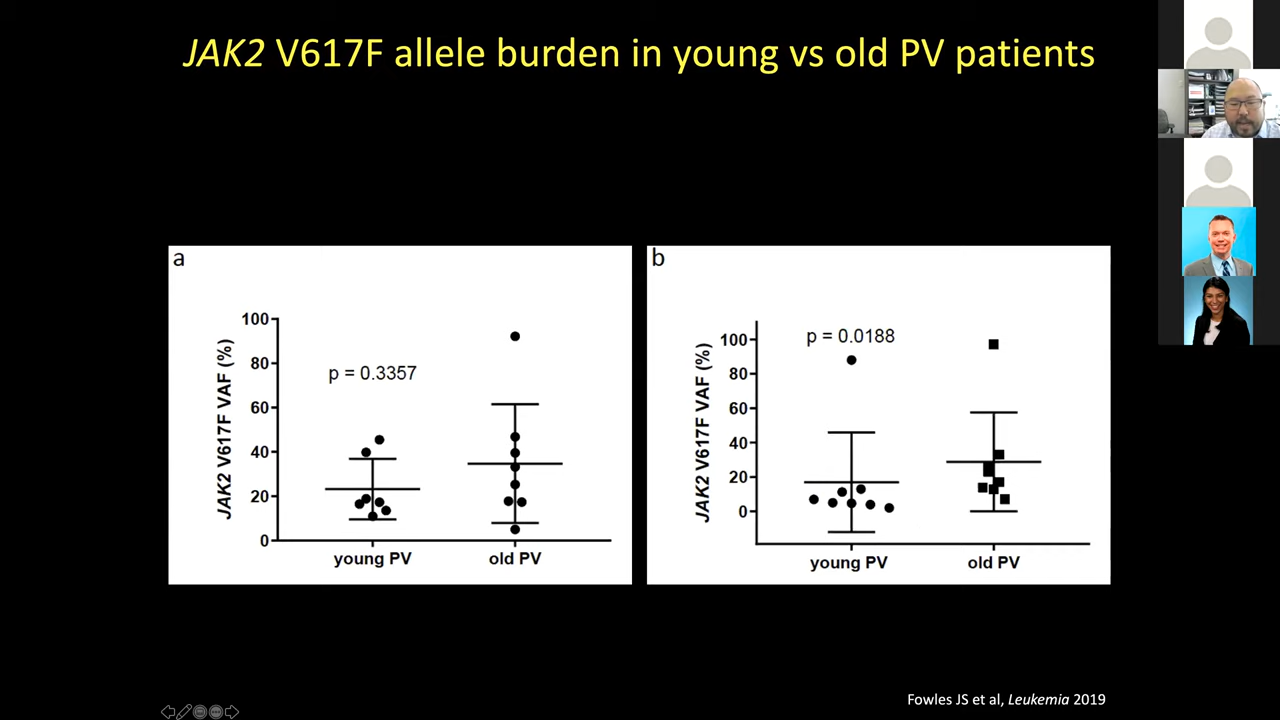 JAK2 V617F allele burden in young vs old PV patients
a
JAK2 V617F VAF (%)
100
80
60
40
20
0
p = 0.3357
young PV
old PV
b
JAK2 V617F VAF (%)
100
80
60
40
20
0
p = 0.0188
young PV
old PV
Fowles JS et al, Leukemia 2019